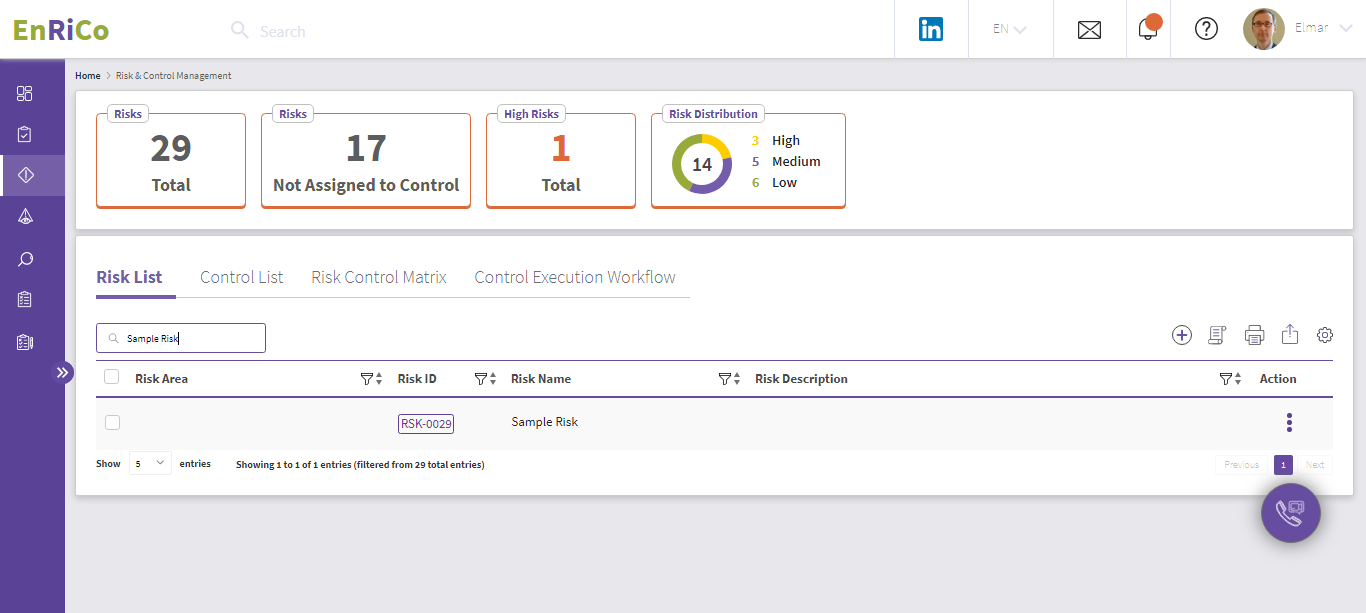 EnRiCo
Search
EN
Elmar
Home > Risk & Control Management
Risks
29
Total
Risks
17
Not Assigned to Control
High Risks
1
Total
Risk Distribution
14
3 High
5 Medium
6 Low
Risk List
Control List
Risk Control Matrix
Control Execution Workflow
Sample Risk
Risk Area
Risk ID
Risk Name
Risk Description
Action
RSK-0029
Sample Risk
Show 5 entries
Showing 1 to 1 of 1 entries (filtered from 29 total entries)
Previous 1 Next